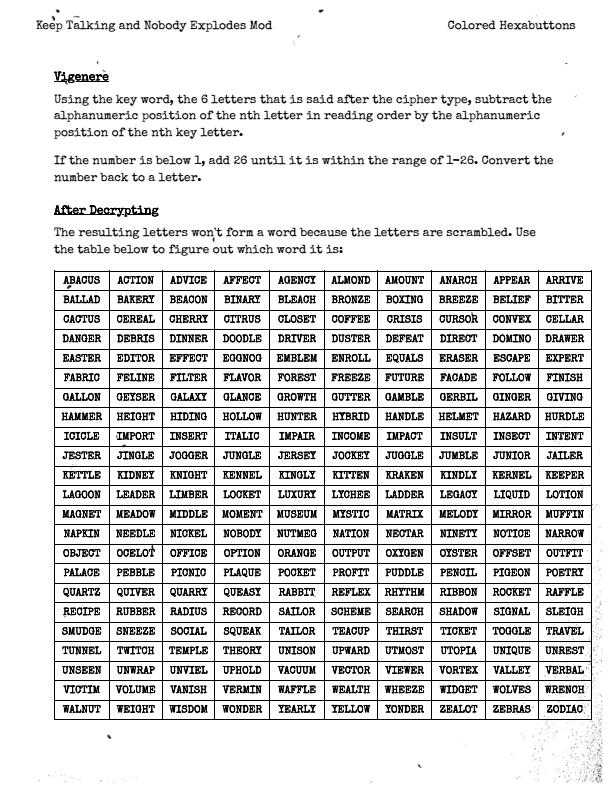 Keep Talking and Nobody Explodes Mod Colored Hexabuttons
Vigenere
Using the key word, the 6 letters that is said after the cipher type, subtract the
alphanumeric position of the nth letter in reading order by the alphanumeric
position of the nth key letter.
If the number is below 1, add 26 until it is within the range of 1-26. Convert the
number back to a letter.
After Decrypting
The resulting letters won't form a word because the letters are scrambled. Use
the table below to figure out which word it is:
ABACUS ACTION ADVICE AFFECT AGENCY ALMOND AMOUNT ANARCH APPEAR ARRIVE
BALLAD BAKERY BEACON BINARY BLEACH BRONZE BOXING BREEZE BELIEF BITTER
CACTUS CEREAL CHERRY CITRUS CLOSET COFFEE CRISIS CURSOR CONVEX CELLAR
DANGER DEBRIS DINNER DOODLE DRIVER DUSTER DEFEAT DIRECT DOMINO DRAWER
EASTER EDITOR EFFECT EGGNOG EMBLEM ENROLL EQUALS ERASER ESCAPE EXPERT
FABRIC FELINE FILTER FLAVOR FOREST FREEZE FUTURE FACADE FOLLOW FINISH
GALLON GEYSER GALAXY GLANCE GROWTH GUTTER GAMBLE GERBIL GINGER GIVING
HAMMER HEIGHT HIDING HOLLOW HUNTER HYBRID HANDLE HELMET HAZARD HURDLE
ICICLE IMPORT INSERT ITALIC IMPAIR INCOME IMPACT INSULT INSECT INTENT
JESTER JINGLE JOGGER JUNGLE JERSEY JOCKEY JUGGLE JUMBLE JUNIOR JAILER
KETTLE KIDNEY KNIGHT KENNEL KINGLY KITTEN KRAKEN KINDLY KERNEL KEEPER
LAGOON LEADER LIMBER LOCKET LUXURY LYCHEE LADDER LEGACY LIQUID LOTION
MAGNET MEADOW MIDDLE MOMENT MUSEUM MYSTIC MATRIX MELODY MIRROR MUFFIN
NAPKIN NEEDLE NICKEL NOBODY NUTMEG NATION NECTAR NINETY NOTICE NARROW
OBJECT OCELOT OFFICE OPTION ORANGE OUTPUT OXYGEN OYSTER OFFSET OUTFIT
PALACE PEBBLE PICNIC PLAQUE POCKET PROFIT PUDDLE PENCIL PIGEON POETRY
QUARTZ QUIVER QUARRY QUEASY RABBIT REFLEX RHYTHM RIBBON ROCKET RAFFLE
RECIPE RUBBER RADIUS RECORD SAILOR SCHEME SEARCH SHADOW SIGNAL SLEIGH
SMUDGE SNEEZE SOCIAL SQUEAK TAILOR TEACUP THIRST TICKET TOGGLE TRAVEL
TUNNEL TWITCH TEMPLE THEORY UNISON UPWARD UTMOST UTOPIA UNIQUE UNREST
UNSEEN UNWRAP UNVIEL UPHOLD VACUUM VECTOR VIEWER VORTEX VALLEY VERBAL
VICTIM VOLUME VANISH VERMIN WAFFLE WEALTH WHEEZE WIDGET WOLVES WRENCH
WALNUT WEIGHT WISDOM WONDER YEARLY YELLOW YONDER ZEALOT ZEBRAS ZODIAC